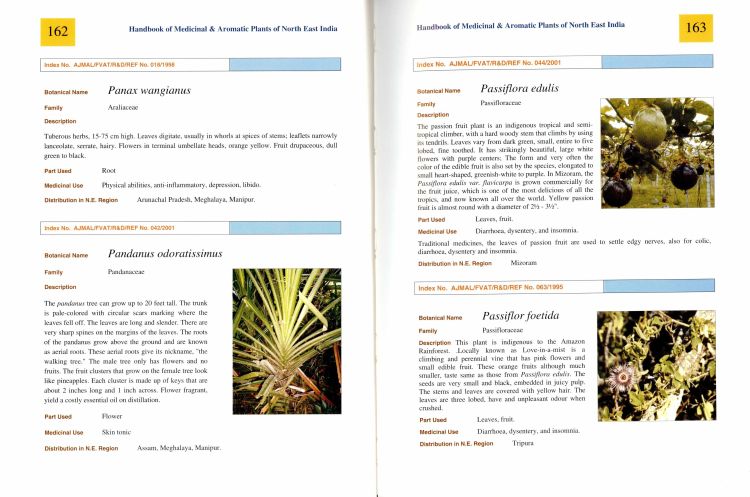 162
Handbook of Medicinal & Aromatic Plants of North East India
Index No. AJMAL/FVAT/R&D/REF No. 018/1998
Botanical Name Panax wangianus
Family Araliaceae
Description
Tuberous herbs, 15-75 cm high. Leaves digitate, usually in whorls at spices of stems; leaflets narrowly
lanceolate, serrate, hairy. Flowers in terminal umbellate heads, orange yellow. Fruit drupaceous, dull
green to black.
Part Used Root
Medicinal Use Physical abilities, anti-inflammatory, depression, libido.
Distribution in N.E. Region Arunachal Pradesh, Meghalaya, Manipur.
Index No. AJMAL/FVAT/R&D/REF No. 042/2001
Botanical Name Pandanus odoratissimus
Family Pandanaceae
Description
The pandanus tree can grow up to 20 feet tall. The trunk
is pale-colored with circular scars marking where the
leaves fell off. The leaves are long and slender. There are
very sharp spines on the margins of the leaves. The roots
of the pandanus grow above the ground and are known
as aerial roots. These aerial roots give its nickname, "the
walking tree." The male tree only has flowers and no
fruits. The fruit clusters that grow on the female tree look
like pineapples. Each cluster is made up of keys that are
about 2 inches long and 1 inch across. Flower fragrant,
yield a costly essential oil on distillation.
Part Used Flower
Medicinal Use Skin tonic
Distribution in N.E. Region Assam, Meghalaya, Manipur.
Handbook of Medicinal & Aromatic Plants of North East India
163
Index No. AJMAL/FVAT/R&D/REF No. 044/2001
Botanical Name Passiflora edulis
Family Passifloraceae
Description
The passion fruit plant is an indigenous tropical and semi-
tropical climber, with a hard woody stem that climbs by using
its tendrils. Leaves vary from dark green, small, entire to five
lobed, fine toothed. It has strikingly beautiful, large white
flowers with purple centers. The form and very often the
color of the edible fruit is also set by the species, elongated to
small heart-shaped, greenish-white to purple. In Mizoram, the
Passiflora edulis var. flavicarpa is grown commercially for
the fruit juice, which is one of the most delicious of all the
tropics, and now known all over the world. Yellow passion
fruit is almost round with a diameter of 2½ - 3½".
Part Used Leaves, fruit.
Medicinal Use Diarrhoea, dysentery, and insomnia.
Traditional medicines, the leaves of passion fruit are used to settle edgy nerves, also for colic,
diarrhoea, dysentery and insomnia.
Distribution in N.E. Region Mizoram
Index No. AJMAL/FVAT/R&D/REF No. 063/1995
Botanical Name Passiflor foetida
Family Passifloraceae
Description This plant is indigenous to the Amazon
Rainforest. .Locally known as Love-in-a-mist is a
climbing and perennial vine that has pink flowers and
small edible fruit. These orange fruits although much
smaller, taste same as those from Passiflora edulis. The
seeds are very small and black, embedded in juicy pulp.
The stems and leaves are covered with yellow hair. The
leaves are three lobed, have and unpleasant odour when
crushed.
Part Used Leaves, fruit.
Medicinal Use Diarrhoea, dysentery, and insomnia.
Distribution in N.E. Region Tripura